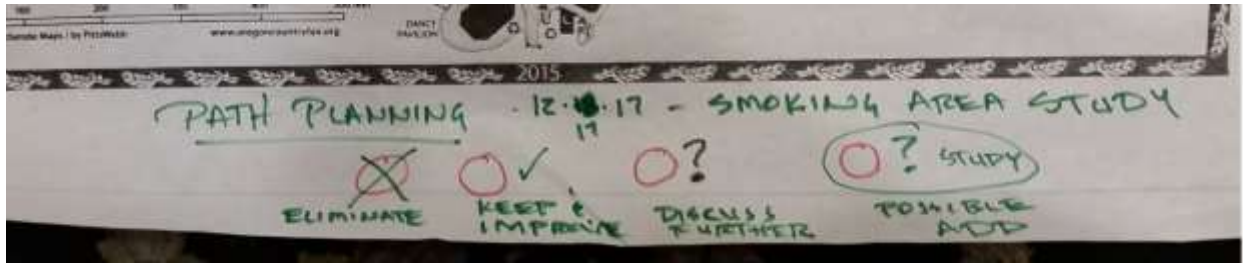 DANCE
PAVILION
www.oregoncountryfair.org
2015
PATH PLANNING · 12 · 17 - SMOKING AREA STUDY
17
? ✓ ? ? STUDY
ELIMINATE KEEP & DISCUSS POSSIBLE
IMPROVE FURTHER ADD